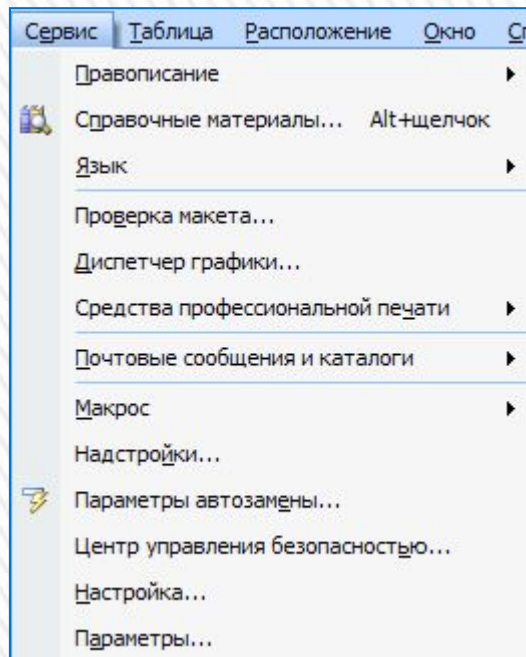 Сервис Таблица Расположение Окно
Правописание
Справочные материалы... Alt+щелчок
Язык
Проверка макета...
Диспетчер графики...
Средства профессиональной печати
Почтовые сообщения и каталоги
Макрос
Надстройки...
Параметры автозамены...
Центр управления безопасностью...
Настройка...
Параметры...